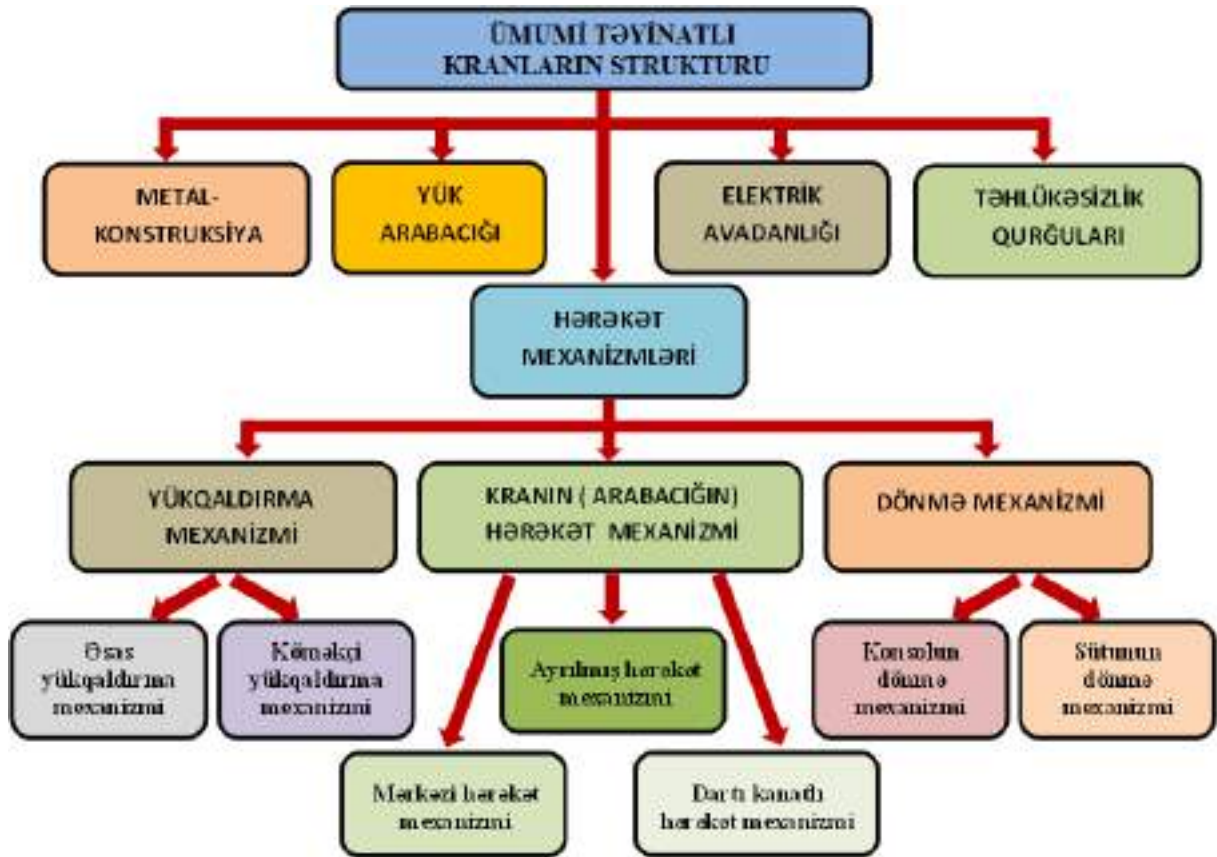 ÜMUMİ TƏYİNATLI
KRANLARIN STRUKTURU
METAL-
KONSTRUKSİYA
YÜK
ARABACIĞI
ELEKTRİK
AVADANLIĞI
TƏHLÜKƏSİZLİK
QURĞULARI
HƏRƏKƏT
MEXANİZMLƏRİ
YÜKQALDIRMA
MEXANİZMİ
KRANIN ( ARABACIĞIN)
HƏRƏKƏT MEXANİZMİ
DÖNMƏ MEXANİZMİ
Əsas
yükqaldırma
mexanizmi
Köməkçi
yükqaldırma
mexanizmi
Ayrılmış hərəkət
mexanizmi
Konsolun
dönmə
mexanizmi
Sütunun
dönmə
mexanizmi
Mərkəzi hərəkət
mexanizmi
Dartı kanatlı
hərəkət mexanizmi